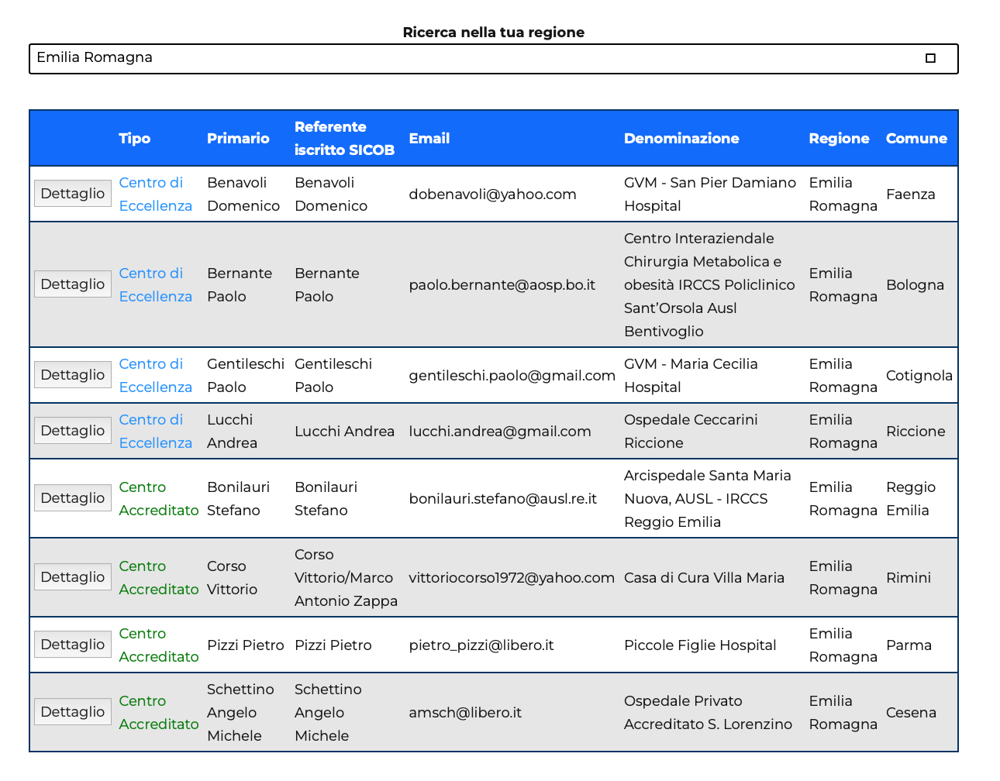 Ricerca nella tua regione
Emilia Romagna
Tipo Primario Referente iscritto SICOB Email Denominazione Regione Comune
Dettaglio Centro di Eccellenza Benavoli Domenico Benavoli Domenico dobenavoli@yahoo.com GVM - San Pier Damiano Hospital Emilia Romagna Faenza
Dettaglio Centro di Eccellenza Bernante Paolo Bernante Paolo paolo.bernante@aosp.bo.it Centro Interaziendale Chirurgia Metabolica e obesità IRCCS Policlinico Sant’Orsola Ausl Bentivoglio Emilia Romagna Bologna
Dettaglio Centro di Eccellenza Gentileschi Paolo Gentileschi Paolo gentileschi.paolo@gmail.com GVM - Maria Cecilia Hospital Emilia Romagna Cotignola
Dettaglio Centro di Eccellenza Lucchi Andrea Lucchi Andrea lucchi.andrea@gmail.com Ospedale Ceccarini Riccione Emilia Romagna Riccione
Dettaglio Centro Accreditato Bonilauri Stefano Bonilauri Stefano bonilauri.stefano@ausl.re.it Arcispedale Santa Maria Nuova, AUSL - IRCCS Reggio Emilia Emilia Romagna Reggio Emilia
Dettaglio Centro Accreditato Corso Vittorio Corso Vittorio/Marco Antonio Zappa vittoriocorso1972@yahoo.com Casa di Cura Villa Maria Emilia Romagna Rimini
Dettaglio Centro Accreditato Pizzi Pietro Pizzi Pietro pietro_pizzi@libero.it Piccole Figlie Hospital Emilia Romagna Parma
Dettaglio Centro Accreditato Schettino Angelo Michele Schettino Angelo Michele amsch@libero.it Ospedale Privato Accreditato S. Lorenzino Emilia Romagna Cesena